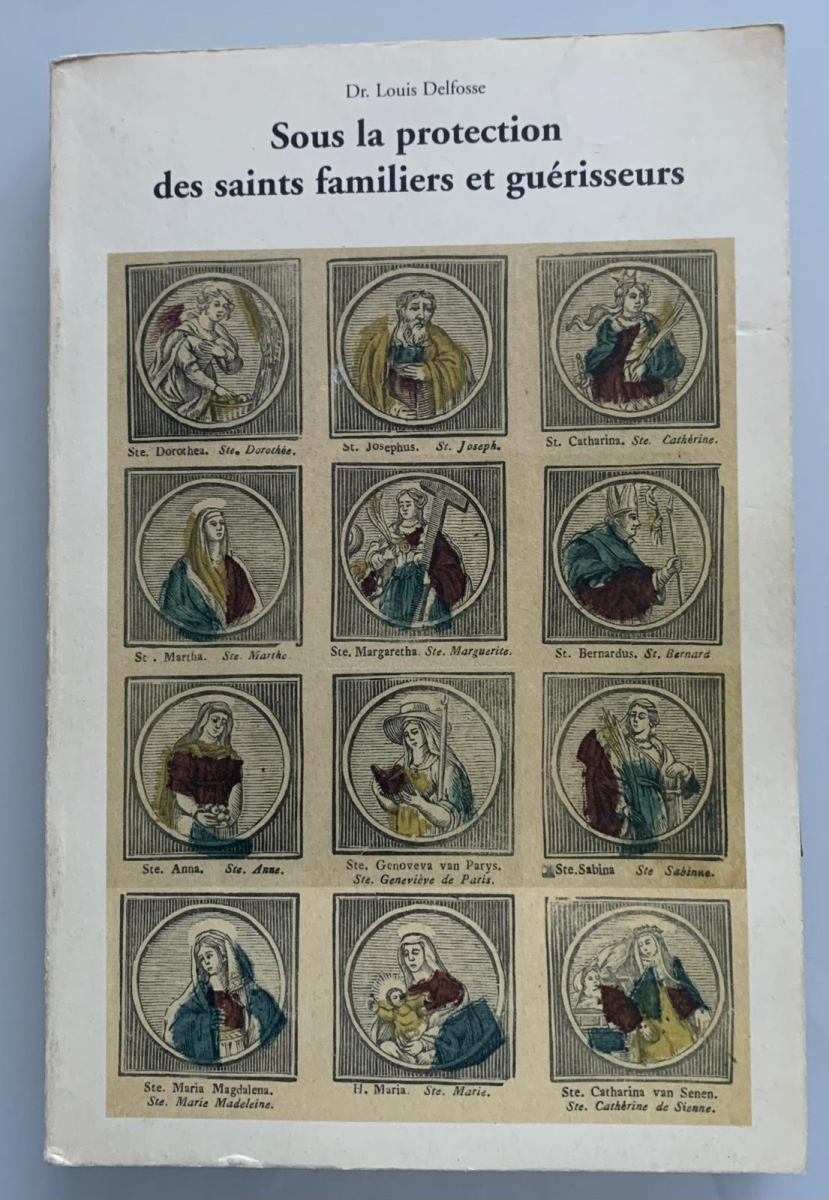 Dr. Louis Delfosse
Sous la protection
des saints familiers et guérisseurs
Ste. Dorothea. Ste. Dorothée.
St. Josephus. St. Joseph.
St. Catharina. Ste. Cathérine.
St . Martha. Ste. Marthe.
Ste. Margaretha. Ste. Marguerite.
St. Bernardus. St. Bernard
Ste. Anna. Ste. Anne.
Ste. Genoveva van Parys.
Ste. Geneviève de Paris.
Ste. Sabina Ste Sabinne.
Ste. Maria Magdalena.
Ste. Marie Madeleine.
H. Maria. Ste. Marie.
Ste. Catharina van Senen.
Ste. Cathérine de Sienne.